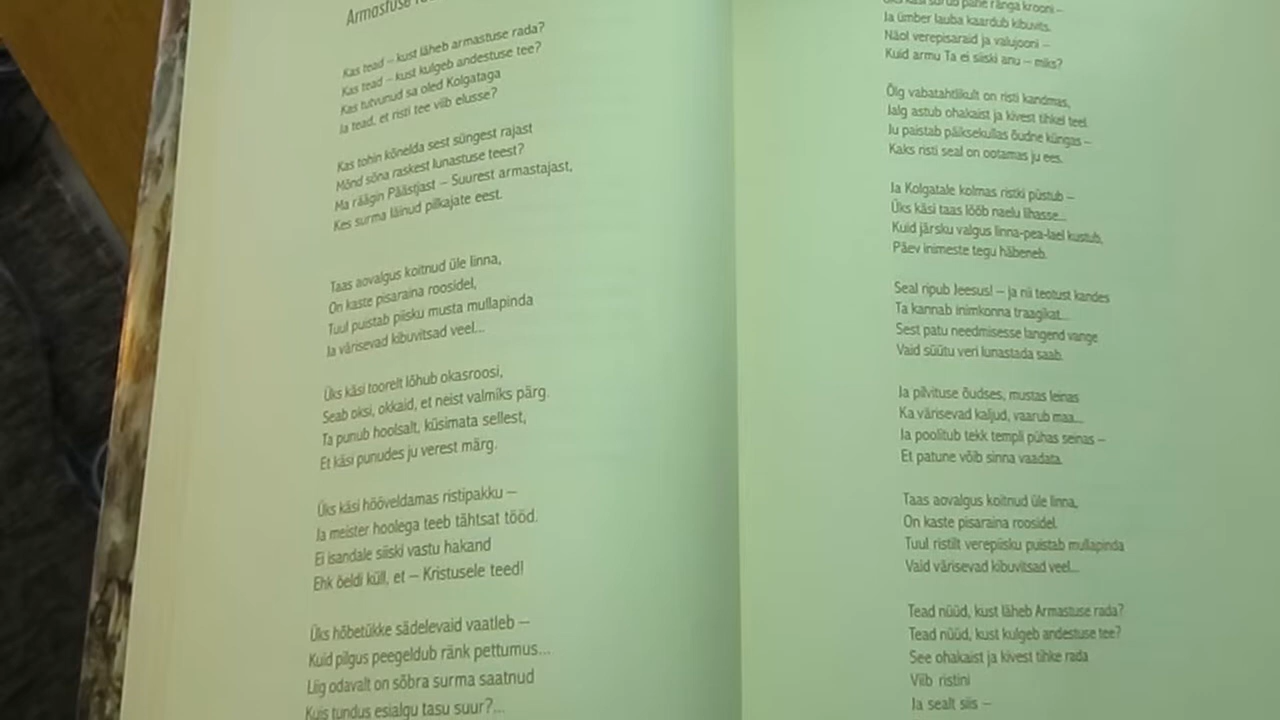 Armastuse
Kas tead – kust läheb armastuse rada?
Kas tead – kust kulgeb andestuse tee?
Kas tutvunud sa oled Kolgataga
Ja tead, et risti tee viib elusse?
Kas tohin kõnelda sest süngest rajast
Mõnd sõna raskest lunastuse teest?
Ma räägin Päästjast – Suurest armastajast,
Kes surma läinud pilkajate eest.
Taas aovalgus koitnud üle linna,
On kaste pisaraina roosidel,
Tuul puistab piisku musta mullapinda
Ja värisevad kibuvitsad veel...
Üks käsi toorelt lõhub okasroosi,
Seab oksi, okkaid, et neist valmiks pärg.
Ta punub hoolsalt, küsimata sellest,
Et käsi punudes ju verest märg.
Üks käsi hööveldamas ristipakku –
Ja meister hoolega teeb tähtsat tööd.
Ei isandale siiski vastu hakand
Ehk öeldi küll, et – Kristusele teed!
Üks hõbetükke sädelevaid vaatleb –
Kuid pilgus peegeldub ränk pettumus...
Liig odavalt on sõbra surma saatnud
Kuis tundus esialgu tasu suur?...
Üks käsi surub pähe ränga krooni –
Ja ümber lauba kaardub kibuvits.
Näol verepisaraid ja valujooni –
Kuid armu Ta ei siiski anu – miks?
Õlg vabatahtlikult on risti kandmas,
Jalg astub ohakaist ja kivest tihkel teel.
Ju paistab päiksekullas õudne küngas –
Kaks risti seal on ootamas ju ees.
Ja Kolgatale kolmas ristki püstub –
Üks käsi taas lööb naelu lihasse...
Kuid järsku valgus linna-pea-lael kustub,
Päev inimeste tegu häbeneb.
Seal ripub Jeesus! – ja nii teotust kandes
Ta kannab inimkonna traagikat...
Sest patu needmisesse langend vange
Vaid süütu veri lunastada saab.
Ja pilvituse õudses, mustas leinas
Ka värisevad kaljud, vaarub maa...
Ja poolitub tekk templi pühas seinas –
Et patune võib sinna vaadata.
Taas aovalgus koitnud üle linna,
On kaste pisaraina roosidel.
Tuul ristilt verepiisku puistab mullapinda
Vaid värisevad kibuvitsad veel...
Tead nüüd, kust läheb Armastuse rada?
Tead nüüd, kust kulgeb andestuse tee?
See ohakaist ja kivest tihke rada
Viib ristini
Ja sealt siis –